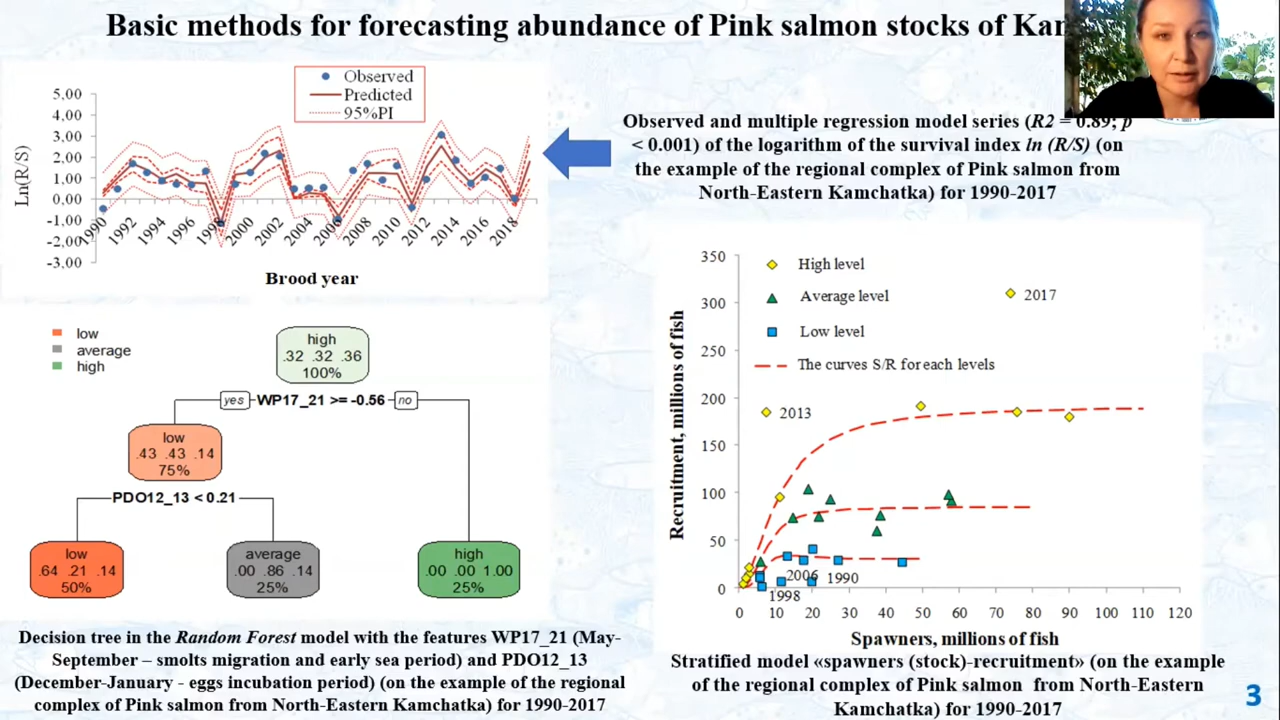 Basic methods for forecasting abundance of Pink salmon stocks of
Observed
Predicted
95%PI
5,00
4,00
3,00
2,00
1,00
0,00
-1,00
-2,00
-3,00
Ln(R/S)
1990
1992
1994
1996
1998
2000
2002
2004
2006
2008
2010
2012
2014
2016
2018
Brood year
Observed and multiple regression model series (R2 = 0.89; p
< 0.001) of the logarithm of the survival index ln (R/S) (on
the example of the regional complex of Pink salmon from
North-Eastern Kamchatka) for 1990-2017
low
average
high
high
.32 .32 .36
100%
yes WP17_21 >= -0.56 no
low
.43 .43 .14
75%
PDO12_13 < 0.21
low
.64 .21 .14
50%
average
.00 .86 .14
25%
high
.00 .00 1.00
25%
Decision tree in the Random Forest model with the features WP17_21 (May-
September – smolts migration and early sea period) and PDO12_13
(December-January - eggs incubation period) (on the example of the regional
complex of Pink salmon from North-Eastern Kamchatka) for 1990-2017
350
300
250
200
150
100
50
0
Recruitment, millions of fish
High level
Average level
Low level
The curves S/R for each levels
2017
2013
2006
1990
1998
0 10 20 30 40 50 60 70 80 90 100 110 120
Spawners, millions of fish
Stratified model «spawners (stock)-recruitment» (on the example
of the regional complex of Pink salmon from North-Eastern
Kamchatka) for 1990-2017
3